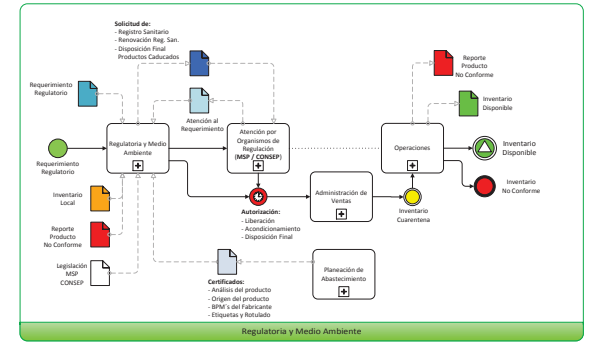 Solicitud de:
- Registro Sanitario
- Renovación Reg. San.
- Disposición Final
Productos Caducados
Reporte
Producto
No Conforme
Requerimiento
Regulatorio
Inventario
Disponible
Atención al
Requerimiento
Requerimiento
Regulatorio
Regulatoria y Medio
Ambiente
Atención por
Organismos de
Regulación
(MSP / CONSEP)
Operaciones
Inventario
Disponible
Inventario
No Conforme
Inventario
Local
Administración de
Ventas
Inventario
Cuarentena
Autorización:
- Liberación
- Acondicionamiento
- Disposición Final
Reporte
Producto
No Conforme
Legislación
MSP
CONSEP
Planeación de
Abastecimiento
Certificados:
- Análisis del producto
- Origen del producto
- BPM´s del Fabricante
- Etiquetas y Rotulado
Regulatoria y Medio Ambiente